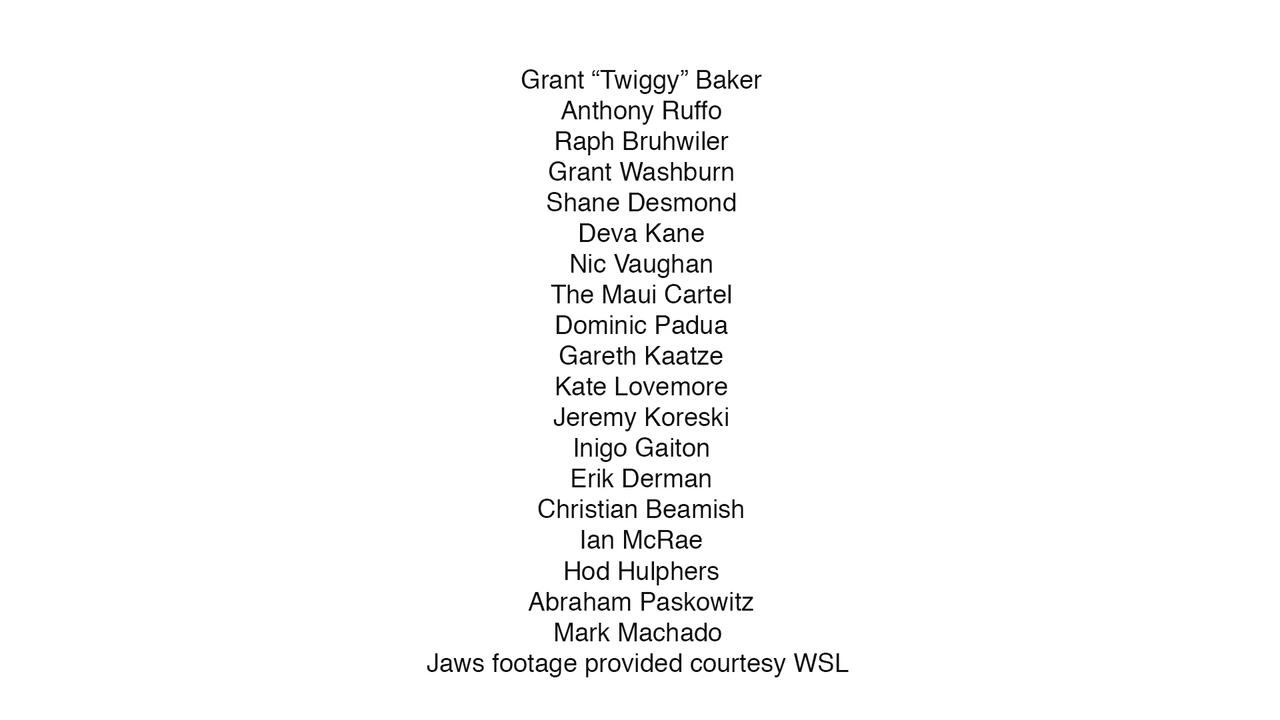 Grant “Twiggy” Baker
Anthony Ruffo
Raph Bruhwiler
Grant Washburn
Shane Desmond
Deva Kane
Nic Vaughan
The Maui Cartel
Dominic Padua
Gareth Kaatze
Kate Lovemore
Jeremy Koreski
Inigo Gaiton
Erik Derman
Christian Beamish
Ian McRae
Hod Hulphers
Abraham Paskowitz
Mark Machado
Jaws footage provided courtesy WSL